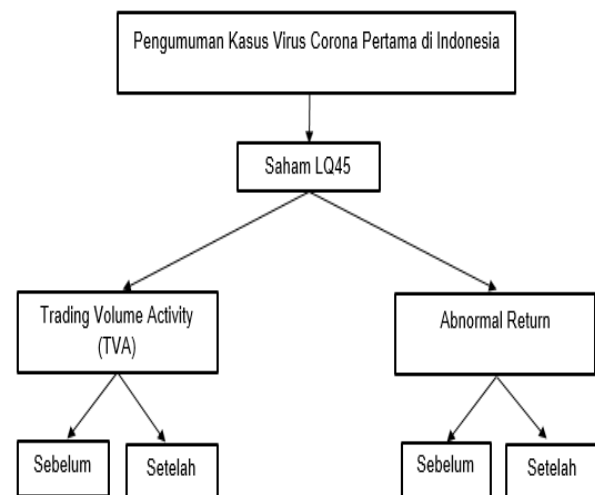 Pengumuman Kasus Virus Corona Pertama di Indonesia
Saham LQ45
Trading Volume Activity
(TVA)
Abnormal Return
Sebelum
Setelah
Sebelum
Setelah